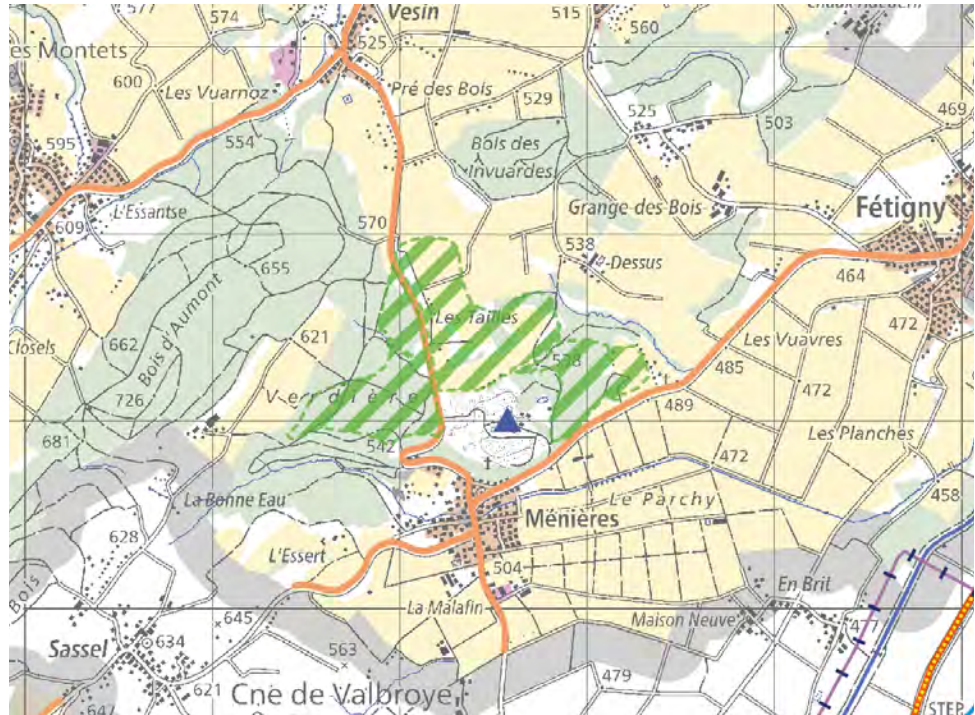 577
574
Vesin
515
560
es Montets
525
600
Les Vuarnoz
Pré des Bois
529
525
469
595
554
503
Bois des
Invuardes
L'Essantse
Grange des Bois
Fétigny
609
570
538
Dessus
655
464
Les Tailles
472
Closels
662
Bois d'Aumont
621
538
Les Vuavres
485
726
Verdière
489
472
681
542
Les Planches
472
La Bonne Eau
Le Parchy
458
628
Ménières
L'Essert
504
Bois
La Malafin
En Brit
645
Maison Neuve
477
Sassel
634
563
479
621
Cne de Valbroye
647
STEP